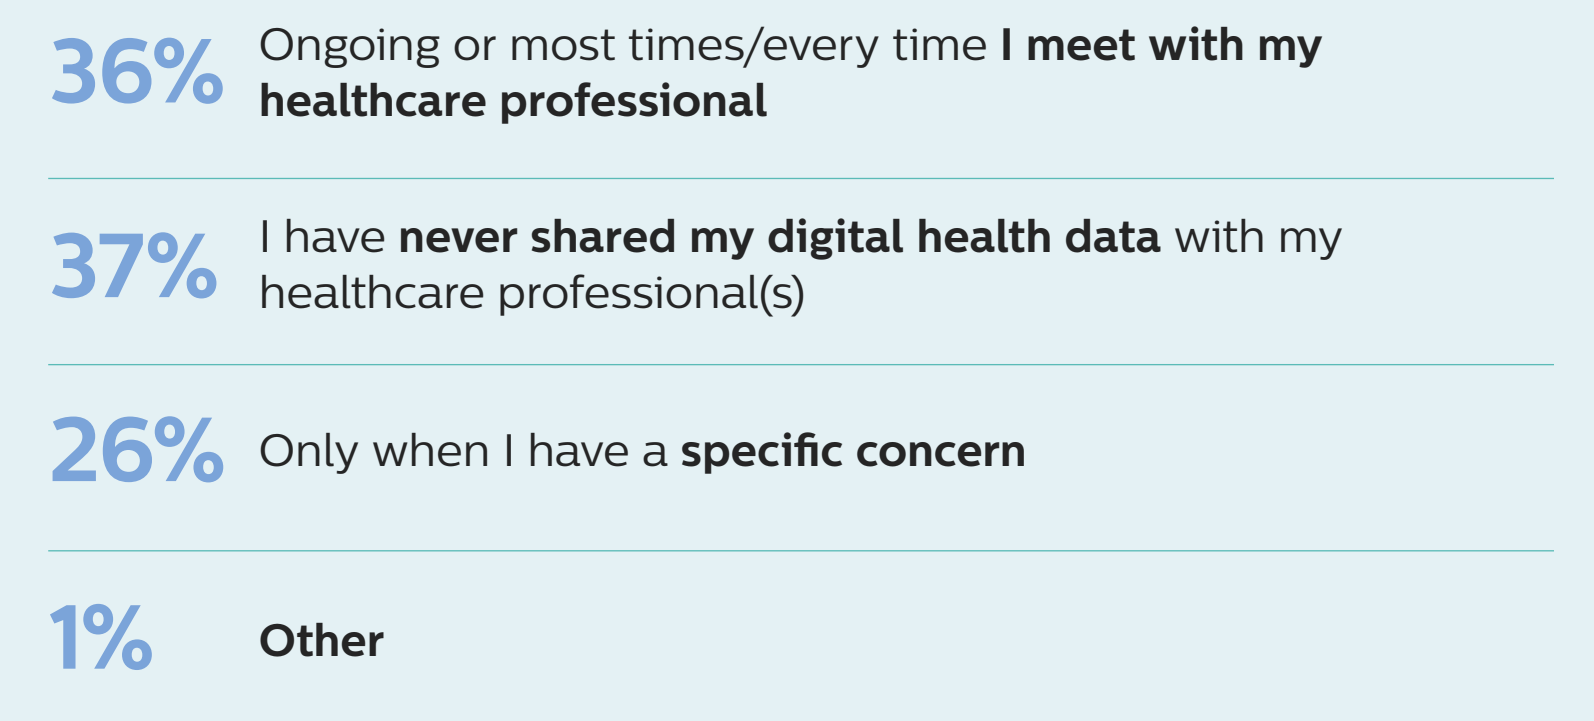 36%
Ongoing or most times/every time I meet with my
healthcare professional
37%
I have never shared my digital health data with my
healthcare professional(s)
26%
Only when I have a specific concern
1%
Other